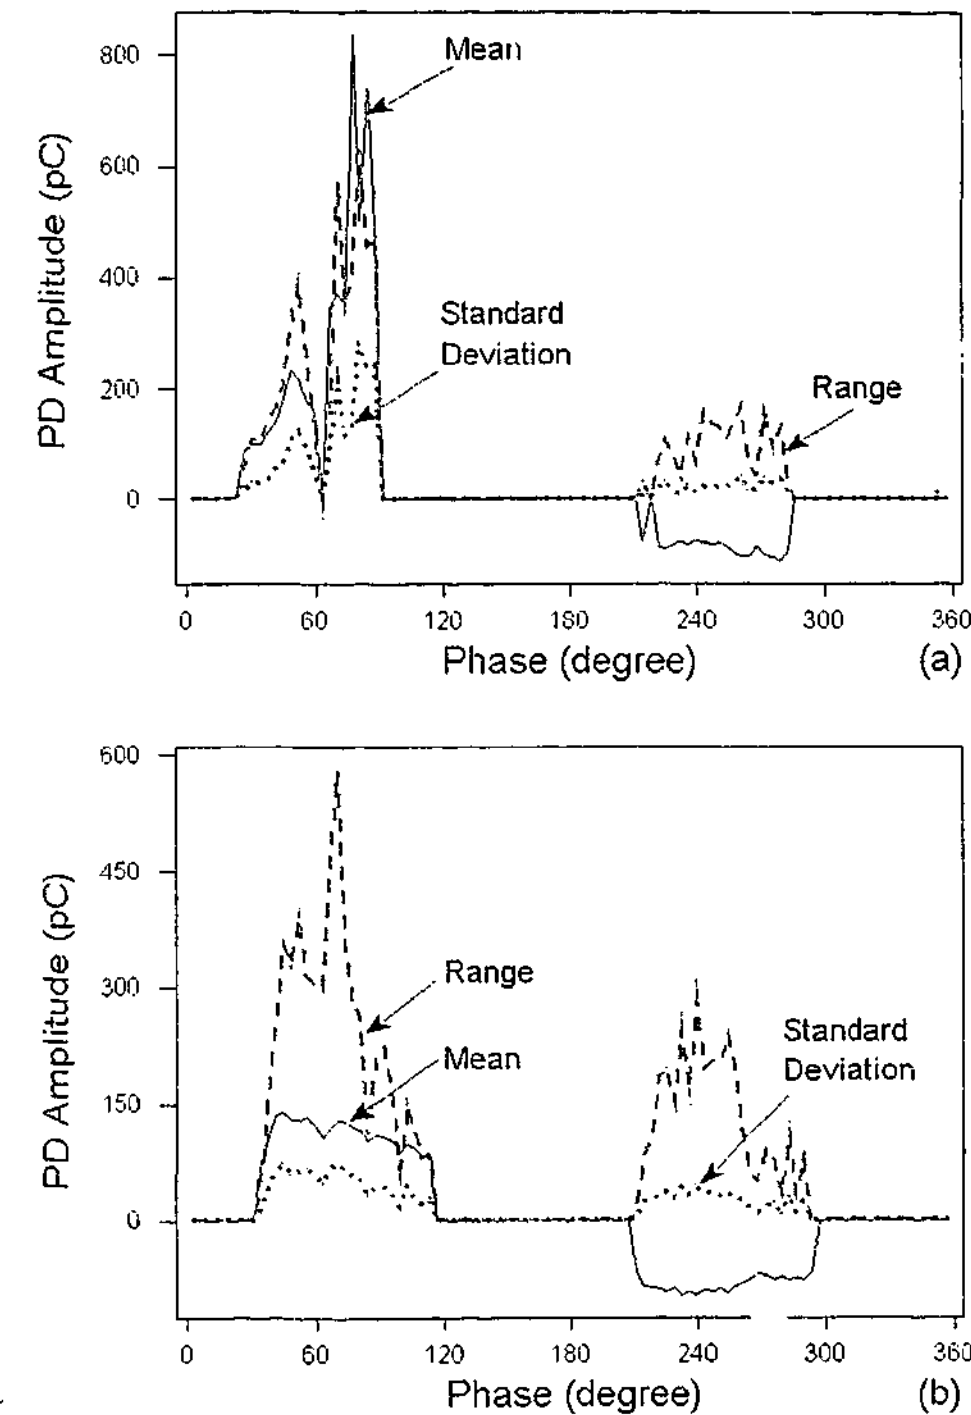 800
Mean
600
PD Amplitude (pC)
400
Standard
Deviation
200
Range
0
0 60 120 180 240 300 360
Phase (degree) (a)
600
450
PD Amplitude (pC)
300
Range
Standard
Deviation
Mean
150
0
0 60 120 180 240 300 360
Phase (degree) (b)